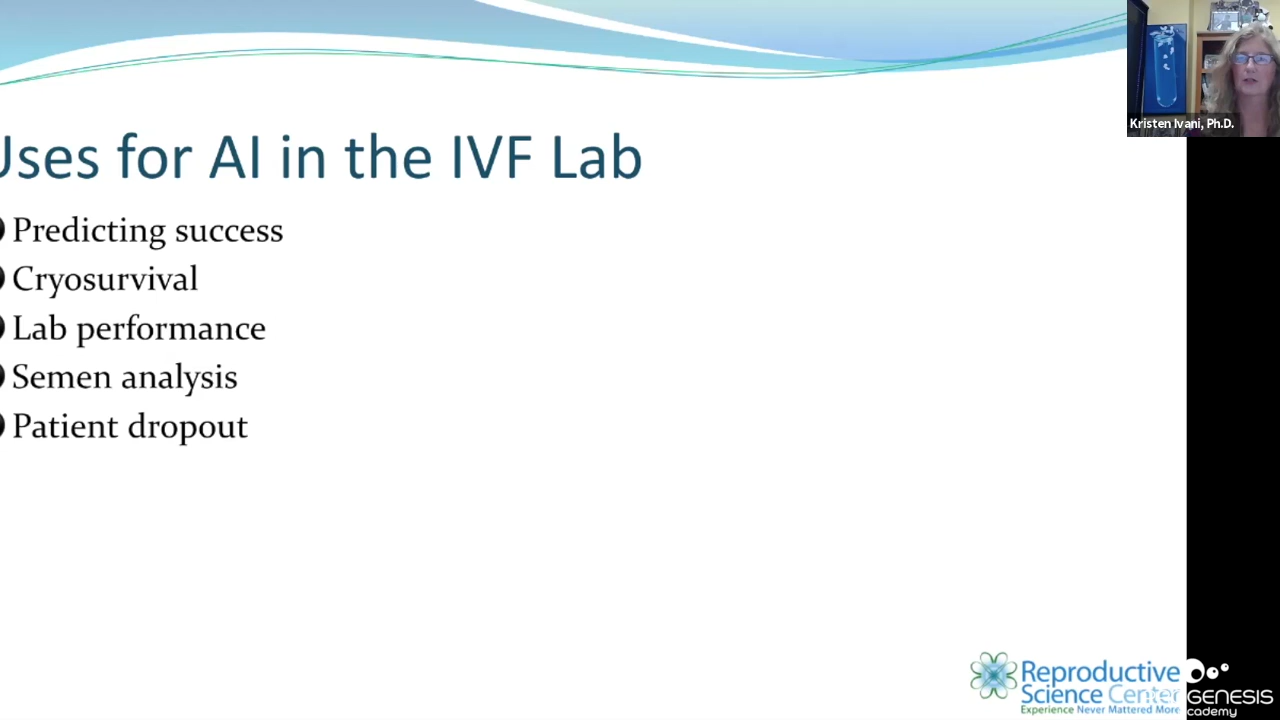 Uses for AI in the IVF Lab
Predicting success
Cryosurvival
Lab performance
Semen analysis
Patient dropout
Kristen Ivani, Ph.D.
Reproductive
Science Center
Experience Never Mattered More
GENESIS
cademy